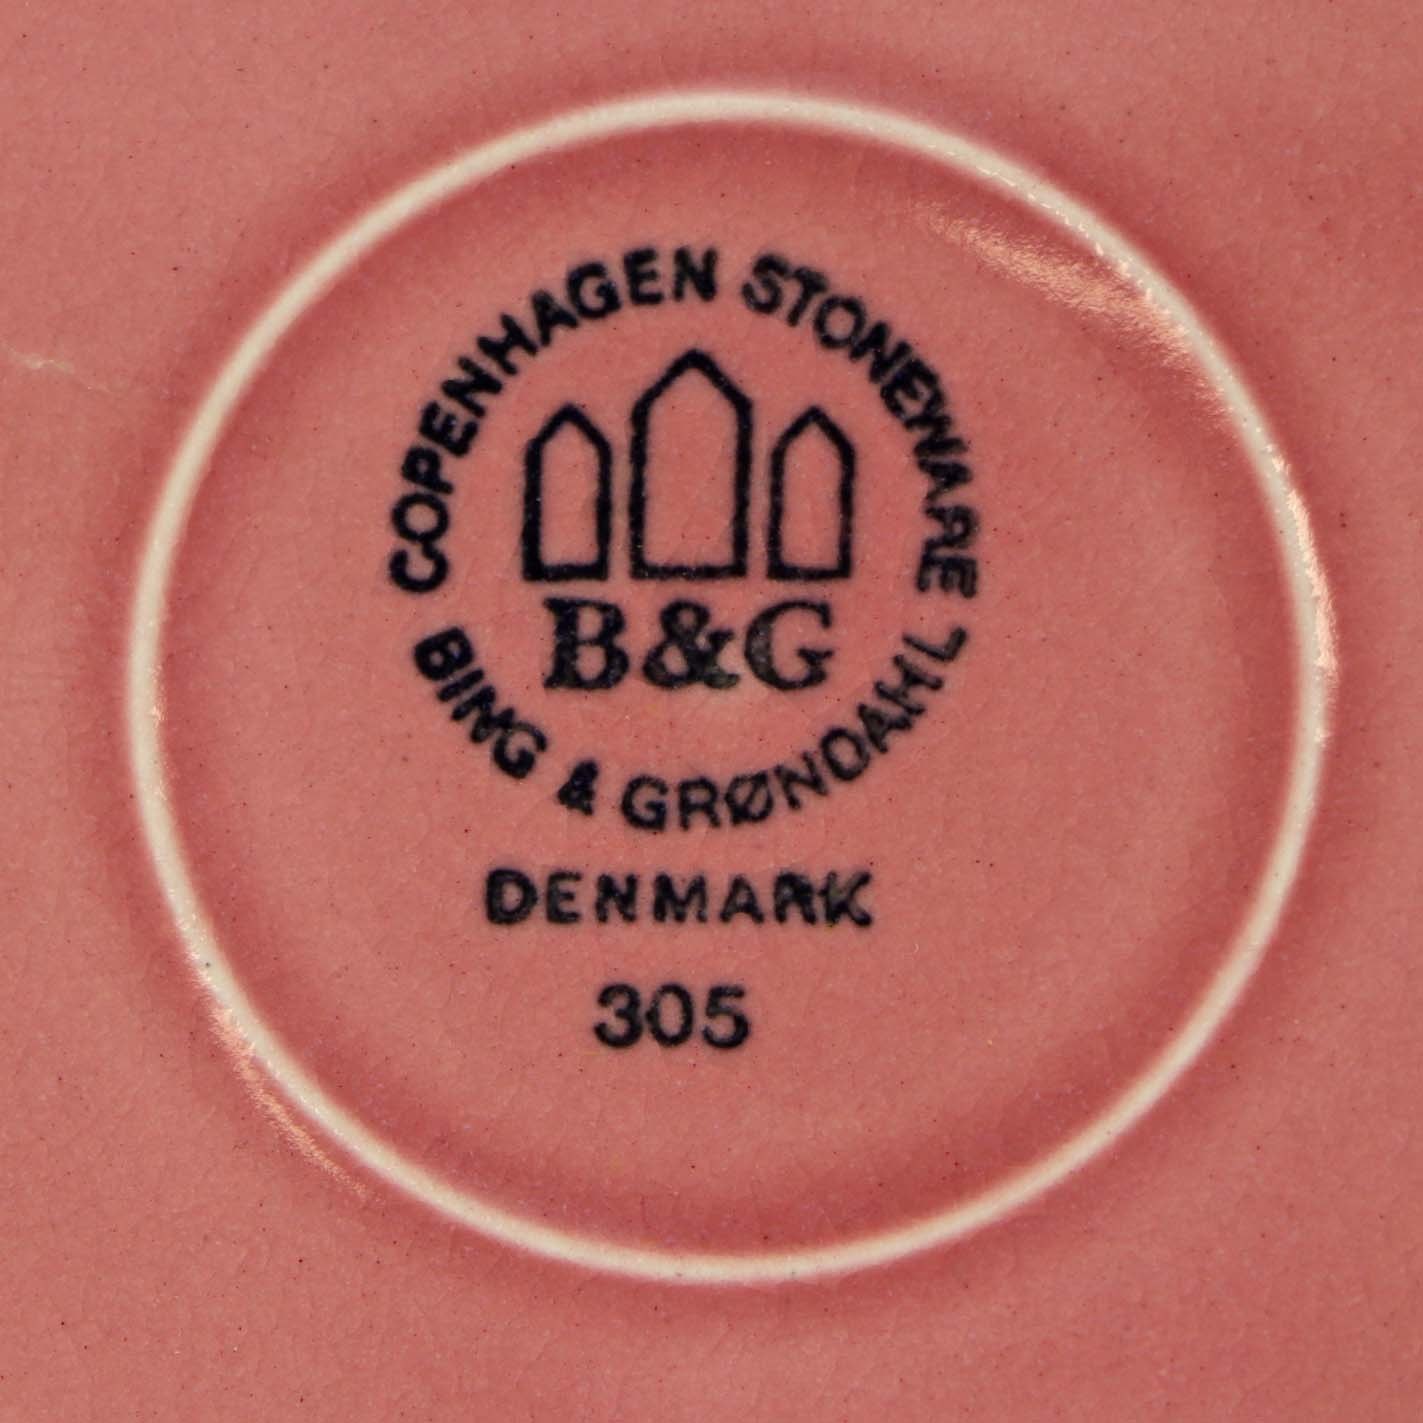 COPENHAGEN STONEWARE
B&G
BING & GRØNDAHL
DENMARK
305